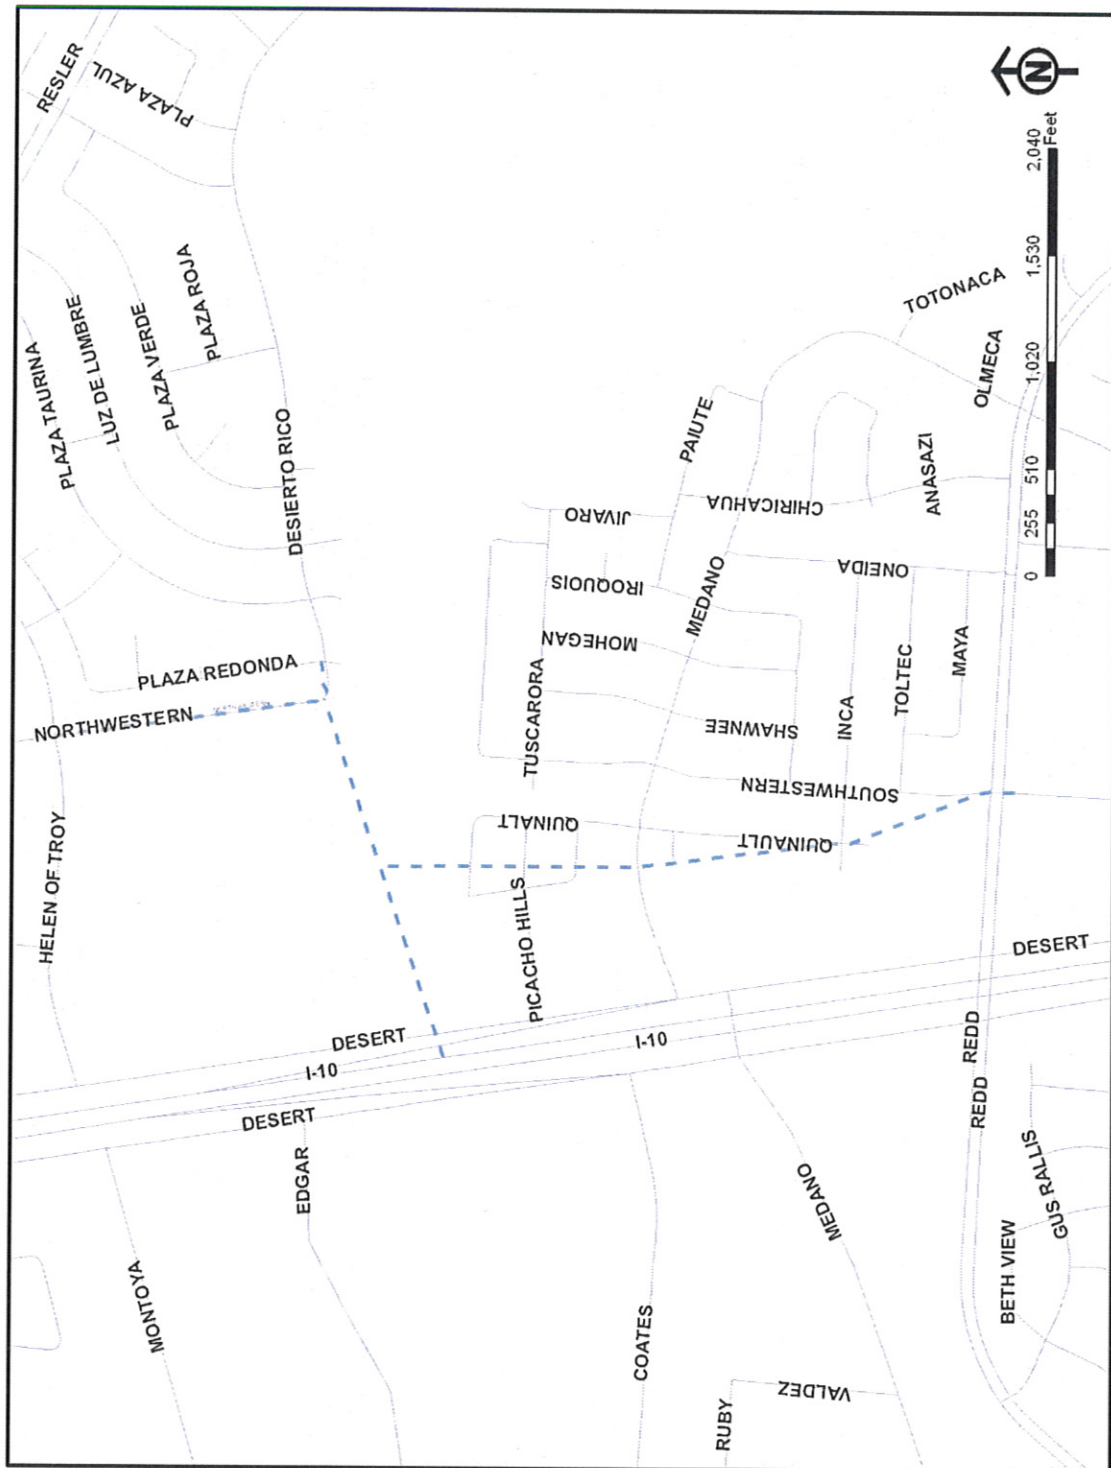 RESLER
PLAZA AZUL
N
PLAZA TAURINA
LUZ DE LUMBRE
PLAZA VERDE
PLAZA ROJA
DESIERTO RICO
TOTONACA
OLMECA
PAIUTE
ANASAZI
CHIRICAHUA
JIVARO
ONEIDA
IROQUOIS
MEDANO
MOHEGAN
TUSCARORA
SHAWNEE
INCA
TOLTEC
MAYA
SOUTHWESTERN
QUINALT
QUINAULT
PLAZA REDONDA
NORTHWESTERN
HELEN OF TROY
PICACHO HILLS
DESERT
I-10
DESERT
I-10
DESERT
REDD
REDD
MONTOYA
EDGAR
COATES
MEDANO
RUBY
VALDEZ
BETH VIEW
GUS RALLIS
0 255 510 1,020 1,530 2,040
Feet